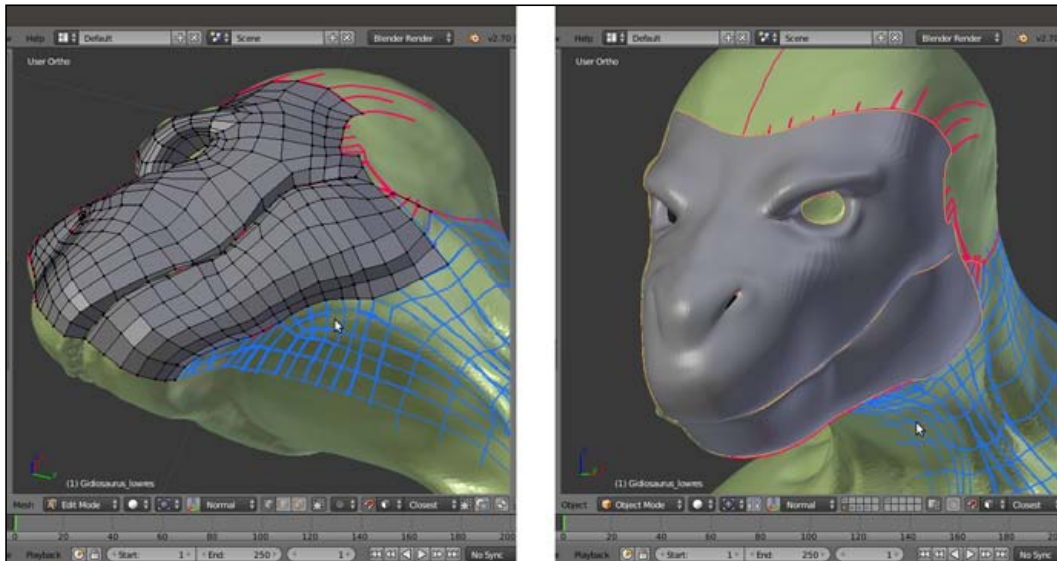 Help Default Scene Blender Render v2.70
User Ortho
(1) Gidiosaurus_lowres
Mesh Edit Mode Normal Closest
0 20 40 60 80 100 120 140 160 180 200
Playback Start: 1 End: 250 1 No Sync
Help Default Scene Blender Render v2.70
User Ortho
(1) Gidiosaurus_lowres
Object Object Mode Normal Closest
0 20 40 60 80 100 120 140 160 180
Playback Start: 1 End: 250 1 No Sync